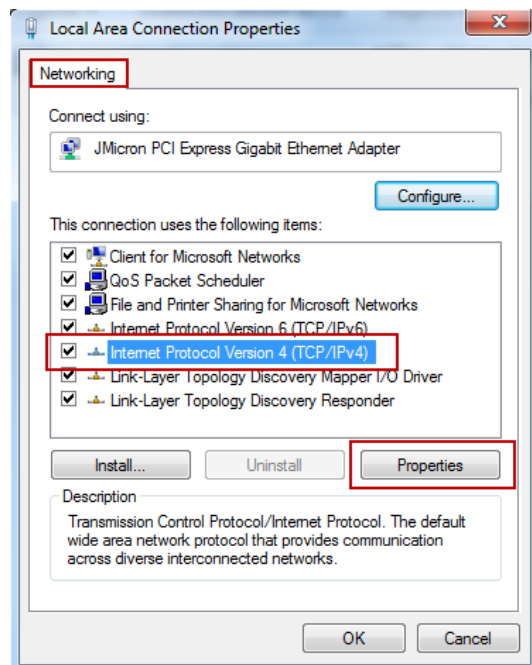 Local Area Connection Properties
Networking
Connect using:
JMicron PCI Express Gigabit Ethernet Adapter
Configure...
This connection uses the following items:
Client for Microsoft Networks
QoS Packet Scheduler
File and Printer Sharing for Microsoft Networks
Internet Protocol Version 6 (TCP/IPv6)
Internet Protocol Version 4 (TCP/IPv4)
Link-Layer Topology Discovery Mapper I/O Driver
Link-Layer Topology Discovery Responder
Install... Uninstall Properties
Description
Transmission Control Protocol/Internet Protocol. The default
wide area network protocol that provides communication
across diverse interconnected networks.
OK Cancel